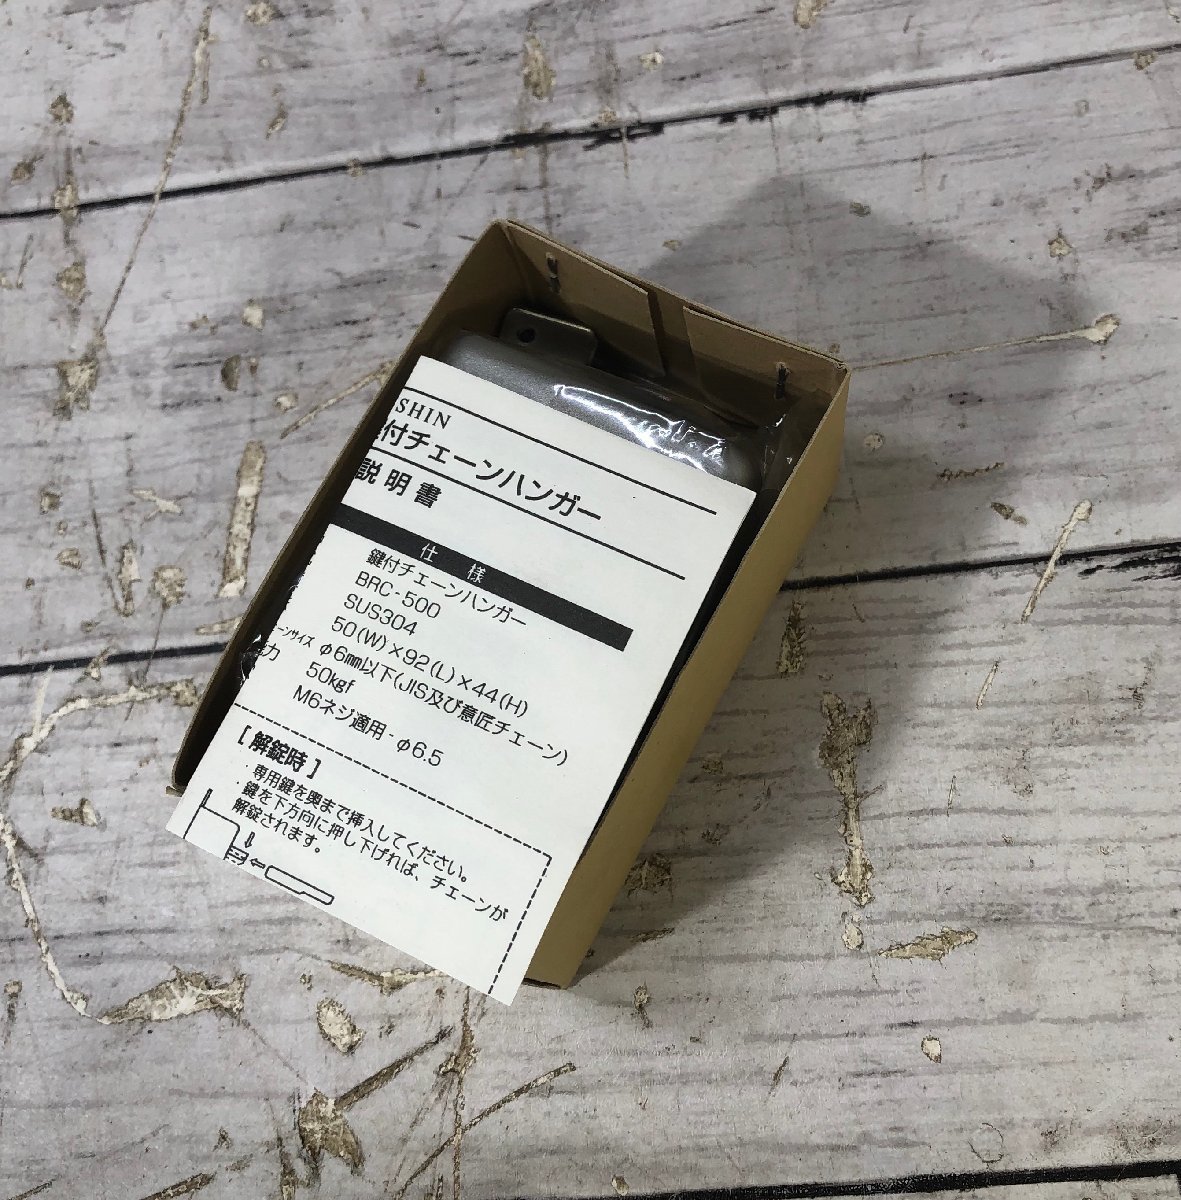 SHIN
付チェーンハンガー
説明書
仕様
鍵付チェーンハンガー
BRC-500
SUS304
50(W)×92(L)×44(H)
ーンサイズ φ6㎜以下(JIS及び意匠チェーン)
力 50kgf
M6ネジ適用-φ6.5
[解錠時]
・専用鍵を奥まで挿入してください。
鍵を下方向に押し下げれば、チェーンが
解錠されます。